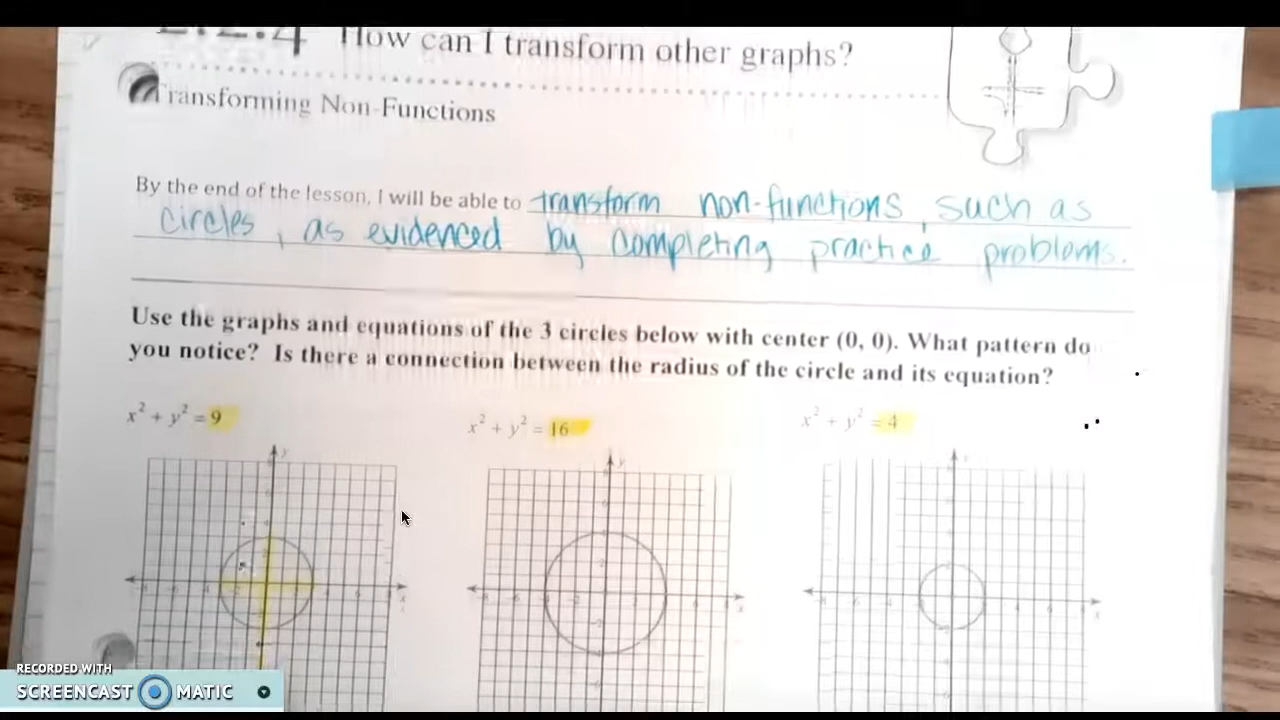 How can I transform other graphs?
Transforming Non-Functions
By the end of the lesson, I will be able to transform non-functions, such as
circles, as evidenced by completing practice problems.
Use the graphs and equations of the 3 circles below with center (0, 0). What pattern do
you notice? Is there a connection between the radius of the circle and its equation?
x² + y² = 9
x² + y² = 16
x² + y² = 4
RECORDED WITH
SCREENCAST MATIC